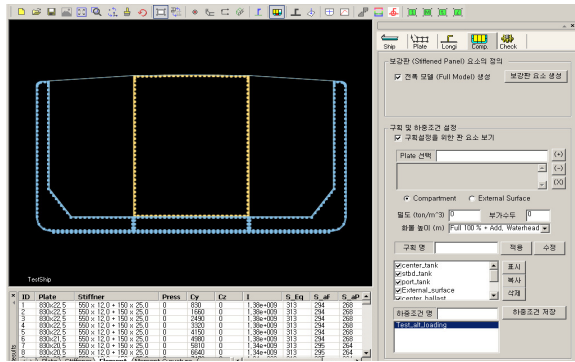 Ship Plate Longi Comp. Check
보강판 (Stiffened Panel) 요소의 정의
전폭 모델 (Full Model) 생성
보강판 요소 생성
구획 및 하중조건 설정
구획설정을 위한 판 요소 보기
Plate 선택
(+)
(-)
(X)
Compartment External Surface
밀도 (ton/m^3) 0 부가수두 0
화물 높이 (m) Full 100 % + Add. Waterhead
구획 명 적용 수정
center_tank
stbd_tank
port_tank
External_surface
center_ballast
표시
복사
삭제
하중조건 명
하중조건 저장
Test_alt_loading
TestShip
ID Plate Stiffner Press Cy Cz I S_Eq S_aF S_aP
1 830x22.5 550 x 12.0 + 150 x 25.0 0 830 0 1.38e+009 313 294 268
2 830x22.5 550 x 12.0 + 150 x 25.0 0 1660 0 1.38e+009 313 294 268
3 830x22.5 550 x 12.0 + 150 x 25.0 0 2490 0 1.38e+009 313 294 268
4 830x22.5 550 x 12.0 + 150 x 25.0 0 3320 0 1.38e+009 313 294 268
5 830x22.5 550 x 12.0 + 150 x 25.0 0 4150 0 1.38e+009 313 294 268
6 830x21.5 550 x 12.0 + 150 x 25.0 0 4980 0 1.36e+009 313 294 268
7 830x20.5 550 x 12.0 + 150 x 25.0 0 5810 0 1.34e+009 313 295 264
8 830x20.5 550 x 12.0 + 150 x 25.0 0 6640 0 1.34e+009 313 295 264